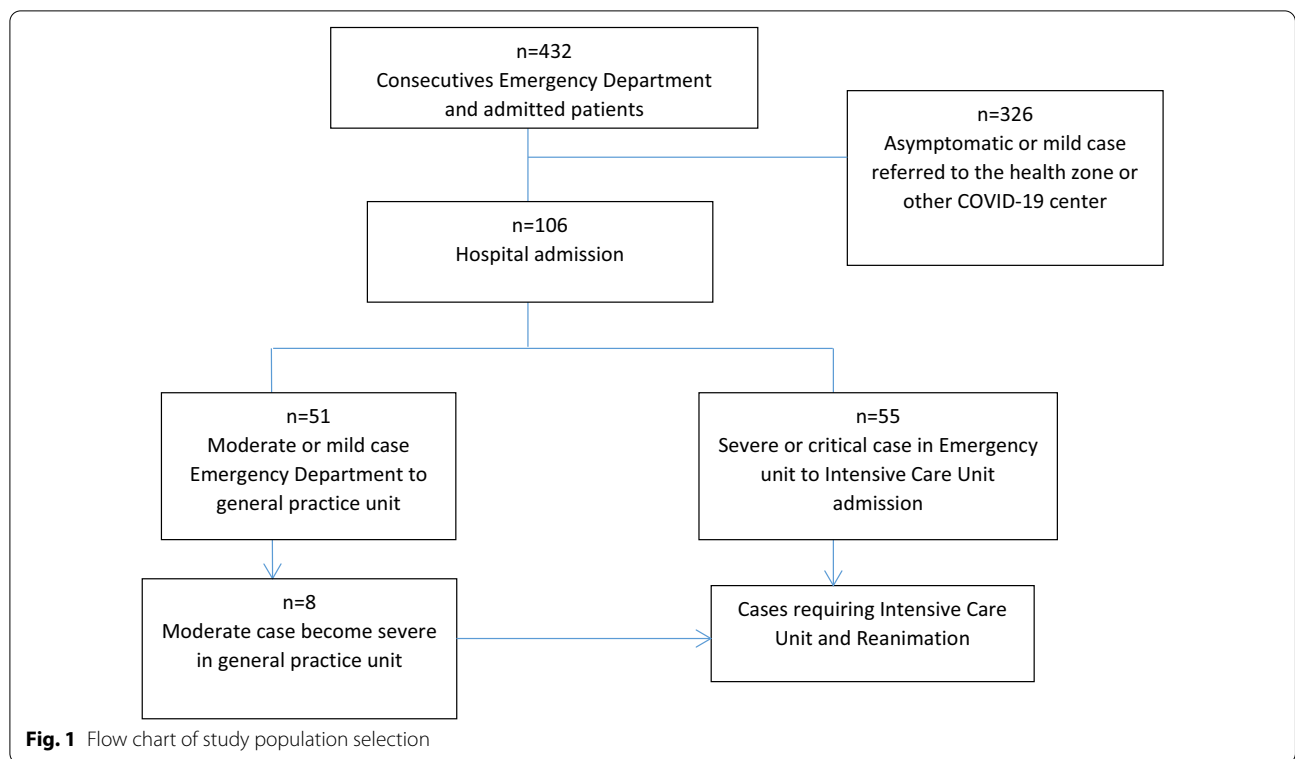 n=432
Consecutives Emergency Department
and admitted patients
n=326
Asymptomatic or mild case
referred to the health zone or
other COVID-19 center
n=106
Hospital admission
n=51
Moderate or mild case
Emergency Department to
general practice unit
n=55
Severe or critical case in Emergency
unit to Intensive Care Unit
admission
n=8
Moderate case become severe
in general practice unit
Cases requiring Intensive Care
Unit and Reanimation
Fig. 1 Flow chart of study population selection